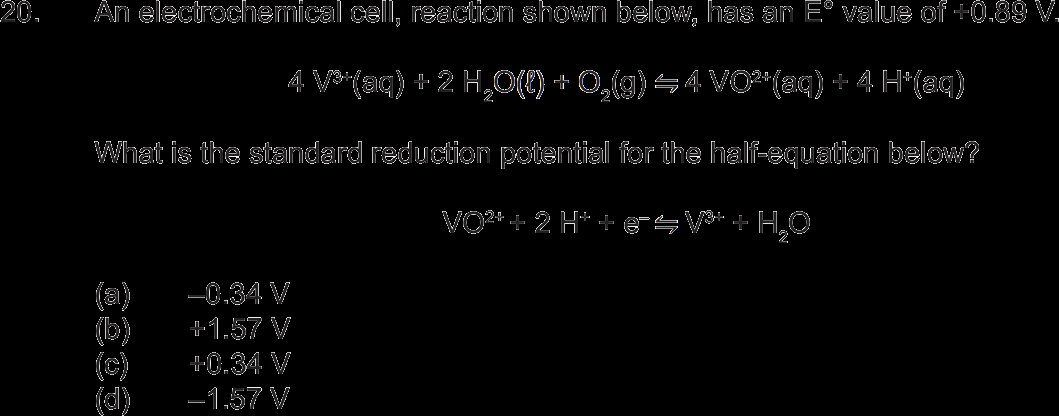 20. An electrochemical cell, reaction shown below, has an E° value of +0.89 V.
4 V³⁺(aq) + 2 H₂O(ℓ) + O₂(g) ⇋ 4 VO²⁺(aq) + 4 H⁺(aq)
What is the standard reduction potential for the half-equation below?
VO²⁺ + 2 H⁺ + e⁻ ⇋ V³⁺ + H₂O
(a) –0.34 V
(b) +1.57 V
(c) +0.34 V
(d) –1.57 V